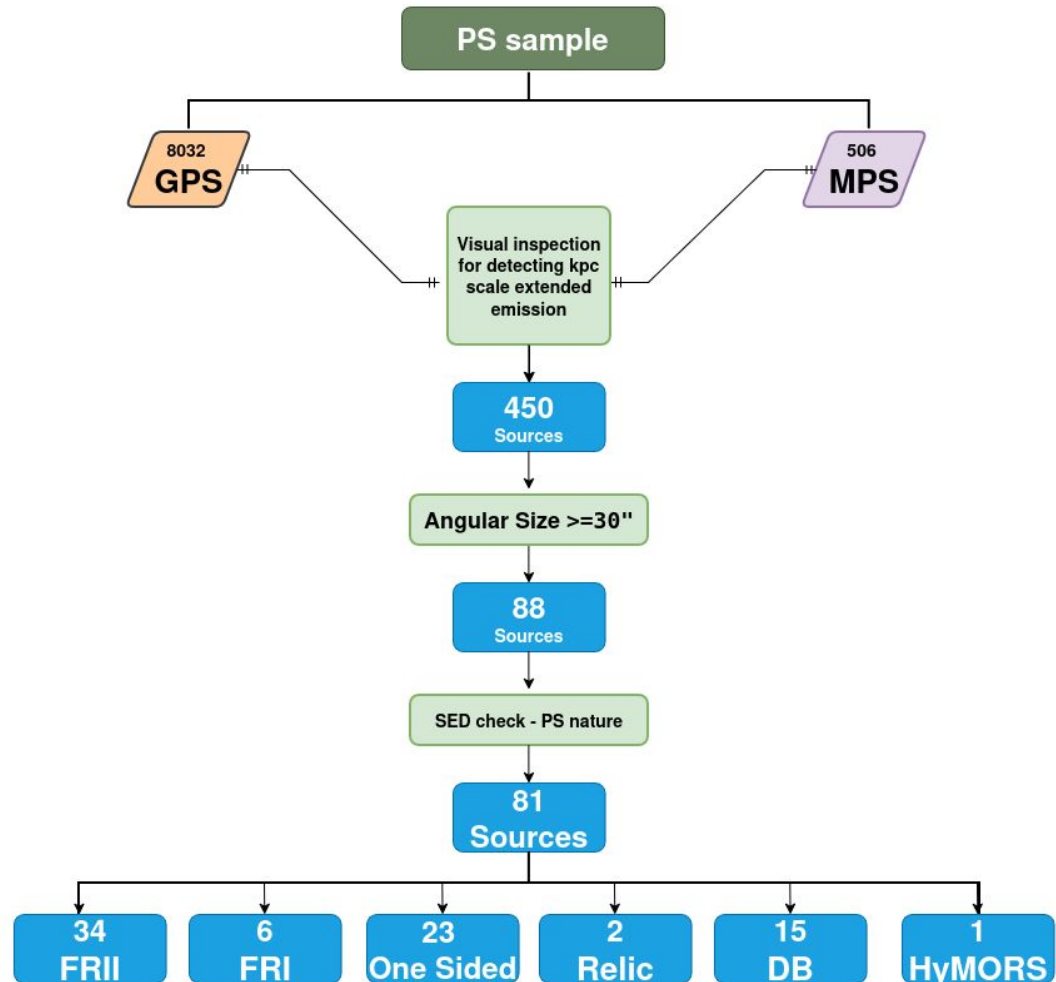 PS sample
8032
GPS
506
MPS
Visual inspection
for detecting kpc
scale extended
emission
450
Sources
Angular Size >=30"
88
Sources
SED check - PS nature
81
Sources
34
FRII
6
FRI
23
One Sided
2
Relic
15
DB
1
HyMORS